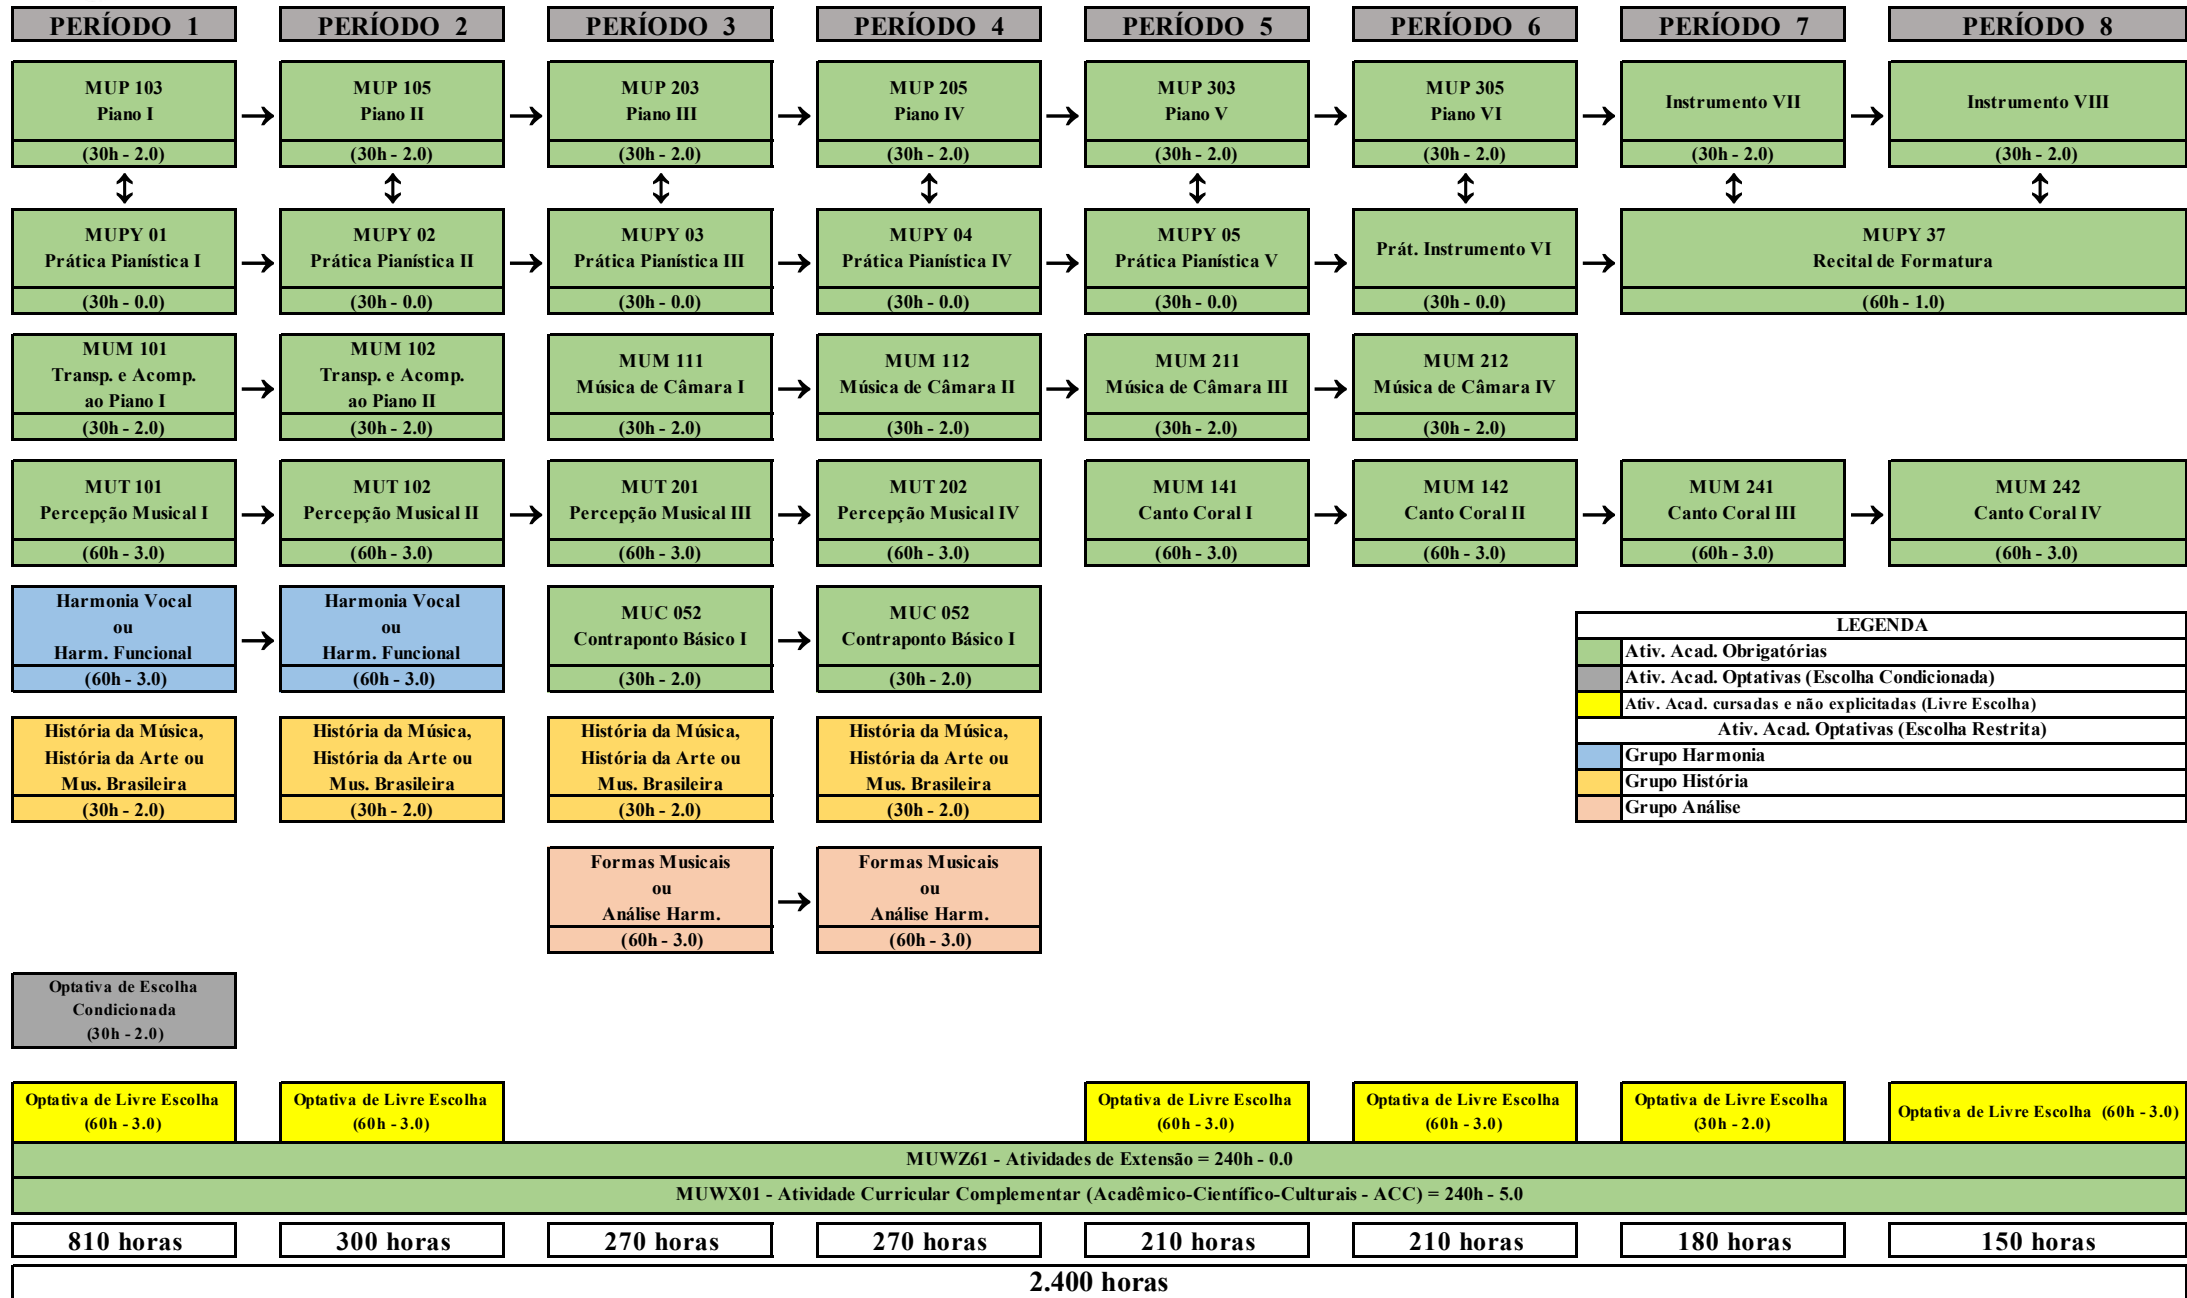 PERÍODO 1
PERÍODO 2
PERÍODO 3
PERÍODO 4
PERÍODO 5
PERÍODO 6
PERÍODO 7
PERÍODO 8
MUP 103
Piano I
(30h - 2.0)
MUP 105
Piano II
(30h - 2.0)
MUP 203
Piano III
(30h - 2.0)
MUP 205
Piano IV
(30h - 2.0)
MUP 303
Piano V
(30h - 2.0)
MUP 305
Piano VI
(30h - 2.0)
Instrumento VII
(30h - 2.0)
Instrumento VIII
(30h - 2.0)
MUPY 01
Prática Pianística I
(30h - 0.0)
MUPY 02
Prática Pianística II
(30h - 0.0)
MUPY 03
Prática Pianística III
(30h - 0.0)
MUPY 04
Prática Pianística IV
(30h - 0.0)
MUPY 05
Prática Pianística V
(30h - 0.0)
Prát. Instrumento VI
(30h - 0.0)
MUPY 37
Recital de Formatura
(60h - 1.0)
MUM 101
Transp. e Acomp.
ao Piano I
(30h - 2.0)
MUM 102
Transp. e Acomp.
ao Piano II
(30h - 2.0)
MUM 111
Música de Câmara I
(30h - 2.0)
MUM 112
Música de Câmara II
(30h - 2.0)
MUM 211
Música de Câmara III
(30h - 2.0)
MUM 212
Música de Câmara IV
(30h - 2.0)
MUT 101
Percepção Musical I
(60h - 3.0)
MUT 102
Percepção Musical II
(60h - 3.0)
MUT 201
Percepção Musical III
(60h - 3.0)
MUT 202
Percepção Musical IV
(60h - 3.0)
MUM 141
Canto Coral I
(60h - 3.0)
MUM 142
Canto Coral II
(60h - 3.0)
MUM 241
Canto Coral III
(60h - 3.0)
MUM 242
Canto Coral IV
(60h - 3.0)
Harmonia Vocal
ou
Harm. Funcional
(60h - 3.0)
Harmonia Vocal
ou
Harm. Funcional
(60h - 3.0)
MUC 052
Contraponto Básico I
(30h - 2.0)
MUC 052
Contraponto Básico I
(30h - 2.0)
LEGENDA
Ativ. Acad. Obrigatórias
Ativ. Acad. Optativas (Escolha Condicionada)
Ativ. Acad. cursadas e não explicitadas (Livre Escolha)
Ativ. Acad. Optativas (Escolha Restrita)
Grupo Harmonia
Grupo História
Grupo Análise
História da Música,
História da Arte ou
Mus. Brasileira
(30h - 2.0)
História da Música,
História da Arte ou
Mus. Brasileira
(30h - 2.0)
História da Música,
História da Arte ou
Mus. Brasileira
(30h - 2.0)
História da Música,
História da Arte ou
Mus. Brasileira
(30h - 2.0)
Formas Musicais
ou
Análise Harm.
(60h - 3.0)
Formas Musicais
ou
Análise Harm.
(60h - 3.0)
Optativa de Escolha
Condicionada
(30h - 2.0)
Optativa de Livre Escolha
(60h - 3.0)
Optativa de Livre Escolha
(60h - 3.0)
Optativa de Livre Escolha
(60h - 3.0)
Optativa de Livre Escolha
(60h - 3.0)
Optativa de Livre Escolha
(30h - 2.0)
Optativa de Livre Escolha (60h - 3.0)
MUWZ61 - Atividades de Extensão = 240h - 0.0
MUWX01 - Atividade Curricular Complementar (Acadêmico-Científico-Culturais - ACC) = 240h - 5.0
810 horas
300 horas
270 horas
270 horas
210 horas
210 horas
180 horas
150 horas
2.400 horas